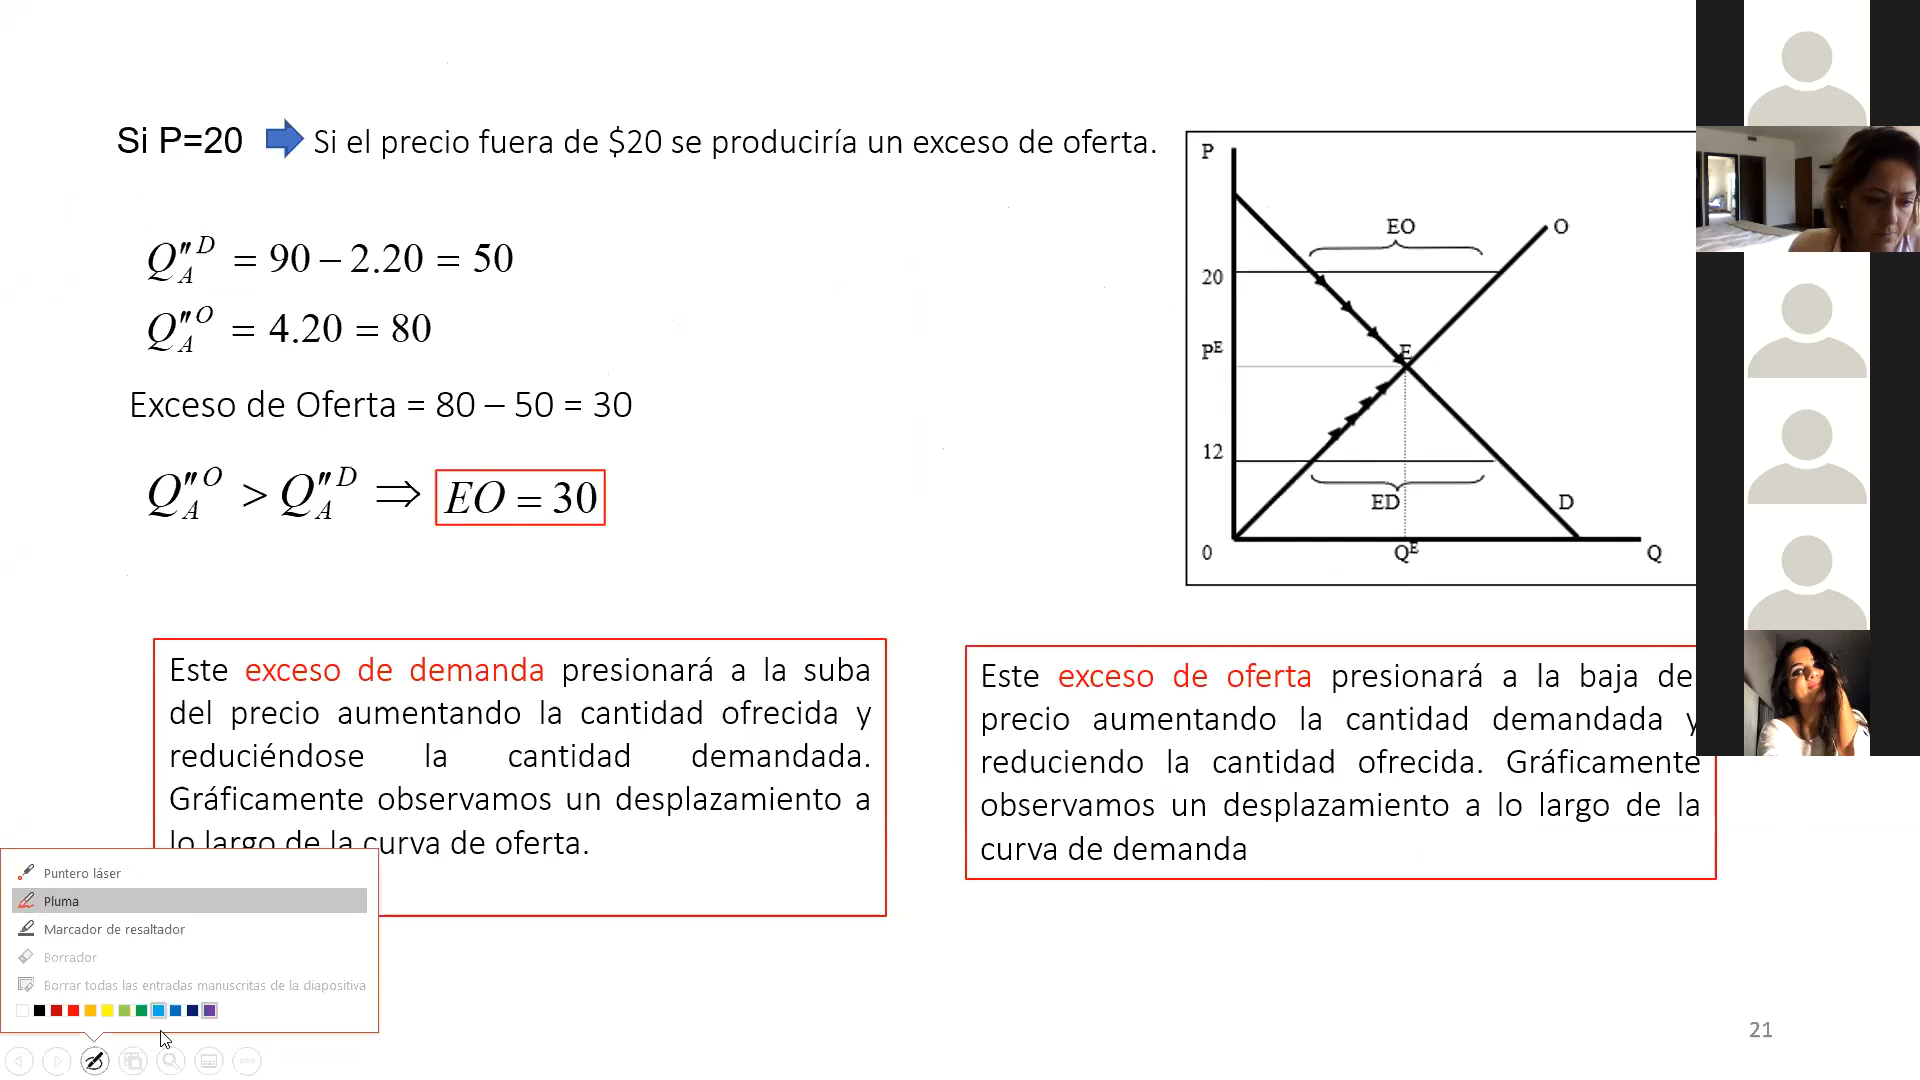 Si P=20 Si el precio fuera de $20 se produciría un exceso de oferta.
Q''_A^D = 90 – 2.20 = 50
Q''_A^O = 4.20 = 80
Exceso de Oferta = 80 – 50 = 30
Q''_A^O > Q''_A^D ⇒ EO = 30
P
EO
O
20
E
P^E
12
ED
D
0
Q^E
Q
Este exceso de demanda presionará a la suba
del precio aumentando la cantidad ofrecida y
reduciéndose la cantidad demandada.
Gráficamente observamos un desplazamiento a
lo largo de la curva de oferta.
Este exceso de oferta presionará a la baja de
precio aumentando la cantidad demandada y
reduciendo la cantidad ofrecida. Gráficamente
observamos un desplazamiento a lo largo de la
curva de demanda
Puntero láser
Pluma
Marcador de resaltador
Borrador
Borrar todas las entradas manuscritas de la diapositiva
21